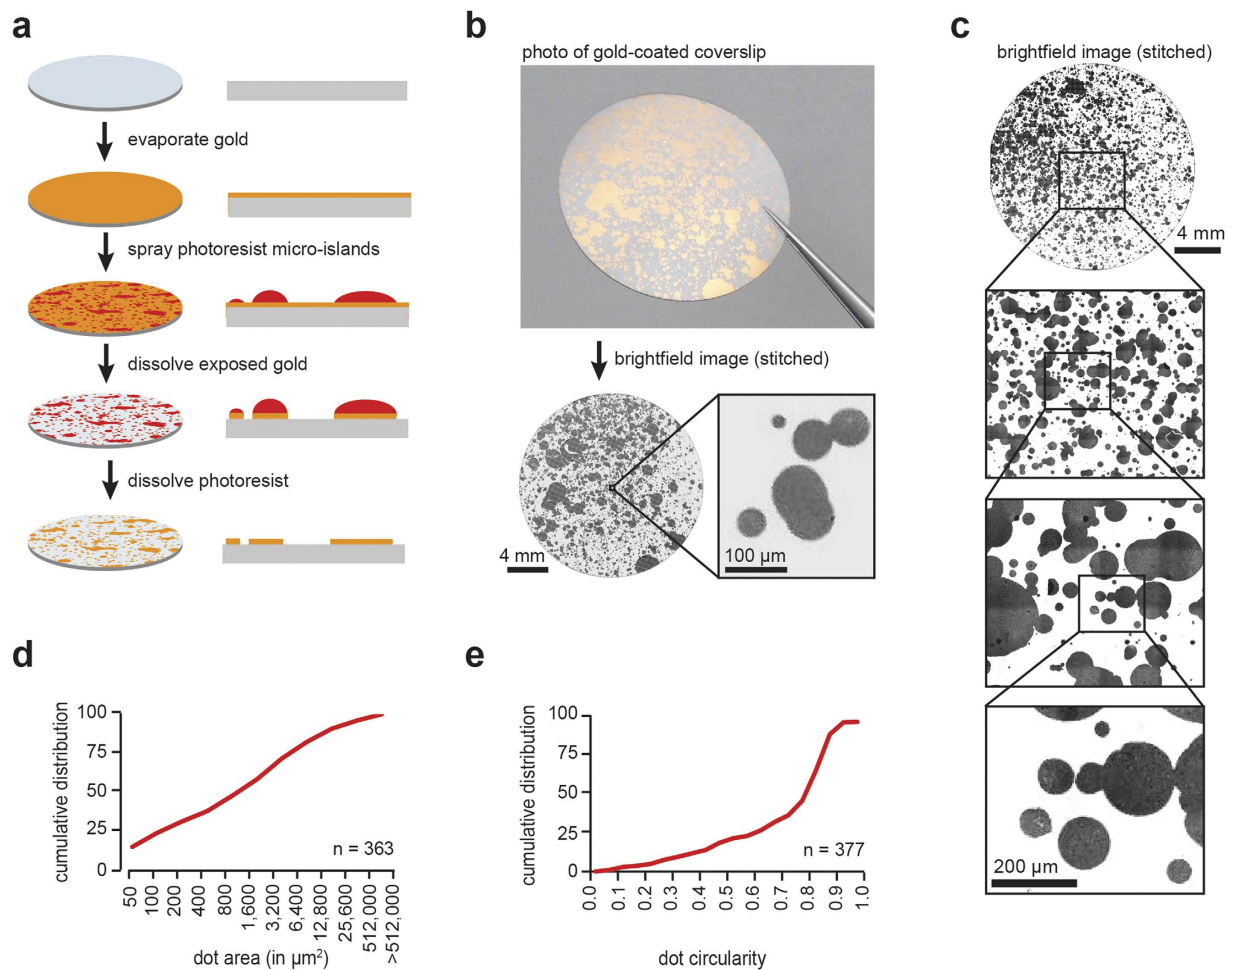 a
evaporate gold
spray photoresist micro-islands
dissolve exposed gold
dissolve photoresist
b
photo of gold-coated coverslip
brightfield image (stitched)
4 mm
100 µm
c
brightfield image (stitched)
4 mm
200 µm
d
cumulative distribution
100
75
50
25
0
n = 363
50
100
200
400
800
1,600
3,200
6,400
12,800
25,600
512,000
>512,000
dot area (in µm²)
e
cumulative distribution
100
75
50
25
0
n = 377
0.0
0.1
0.2
0.3
0.4
0.5
0.6
0.7
0.8
0.9
1.0
dot circularity